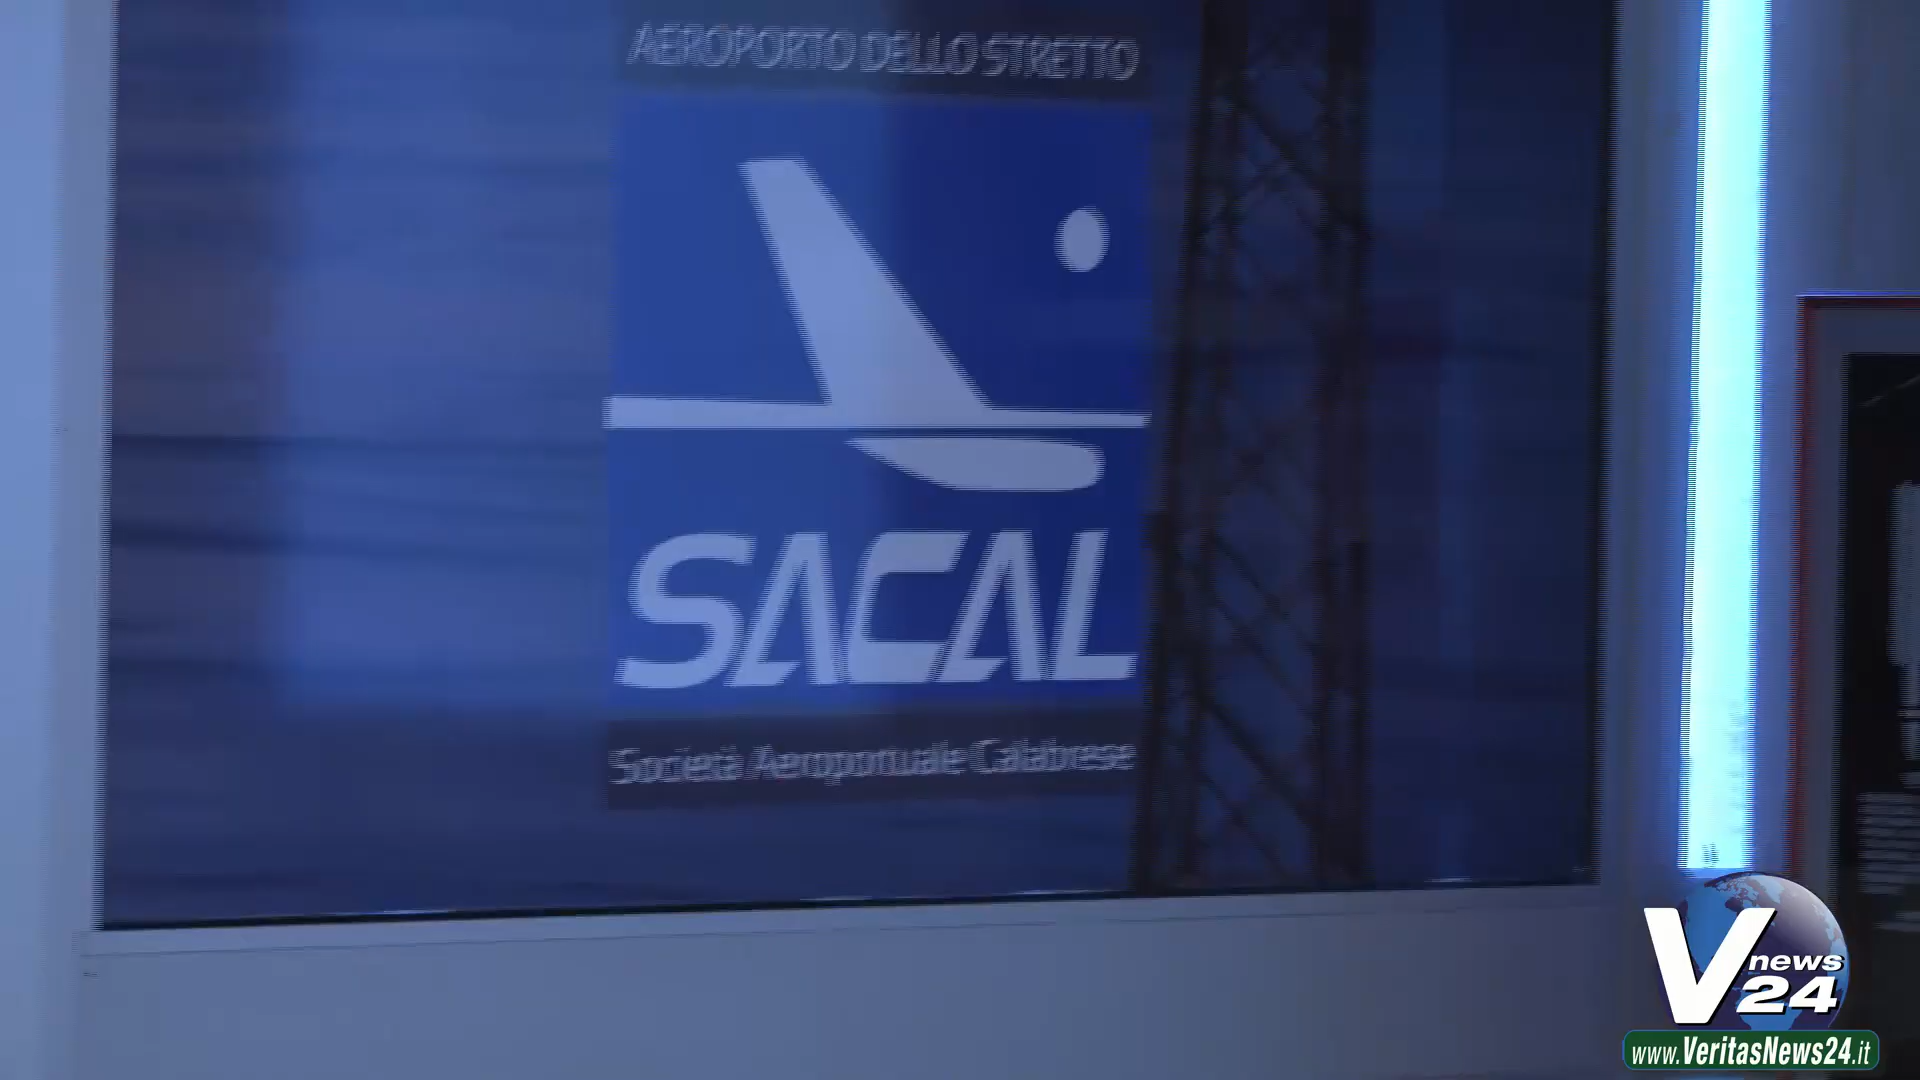 AEROPORTO DELLO STRETTO
SACAL
Società Aeroportuale Calabrese
V news 24
www.VeritasNews24.it